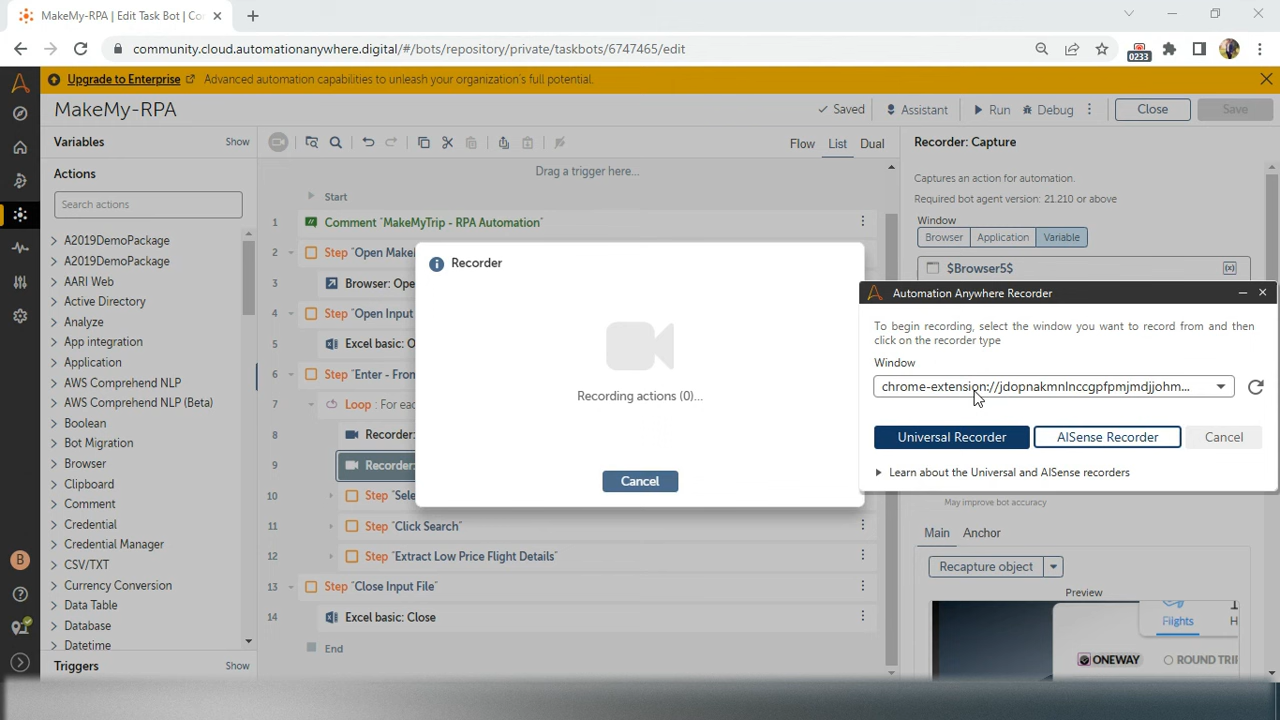 MakeMy-RPA | Edit Task Bot | Co
community.cloud.automationanywhere.digital/#/bots/repository/private/taskbots/6747465/edit
0233
Upgrade to Enterprise Advanced automation capabilities to unleash your organization's full potential.
MakeMy-RPA
Saved
Assistant
Run
Debug
Close
Save
Variables
Show
Flow
List
Dual
Recorder: Capture
Actions
Search actions
A2019DemoPackage
A2019DemoPackage
AARI Web
Active Directory
Analyze
App integration
Application
AWS Comprehend NLP
AWS Comprehend NLP (Beta)
Boolean
Bot Migration
Browser
Clipboard
Comment
Credential
Credential Manager
CSV/TXT
Currency Conversion
Data Table
Database
Datetime
Triggers
Show
B
Drag a trigger here...
Start
1 Comment "MakeMyTrip - RPA Automation"
2 Step "Open Make
3 Browser: Ope
4 Step "Open Input
5 Excel basic: O
6 Step "Enter - Fron
7 Loop : For eac
8 Recorder:
9 Recorder:
10 Step "Sele
11 Step "Click Search"
12 Step "Extract Low Price Flight Details"
13 Step "Close Input File"
14 Excel basic: Close
End
Recorder
Recording actions (0)...
Cancel
Captures an action for automation.
Required bot agent version: 21.210 or above
Window
Browser
Application
Variable
$Browser5$
(x)
Automation Anywhere Recorder
To begin recording, select the window you want to record from and then
click on the recorder type
Window
chrome-extension://jdopnakmnlnccgpfpmjmdjjohm...
Universal Recorder
AISense Recorder
Cancel
Learn about the Universal and AISense recorders
May improve bot accuracy
Main
Anchor
Recapture object
Preview
Flights
H
ONEWAY
ROUND TRIP